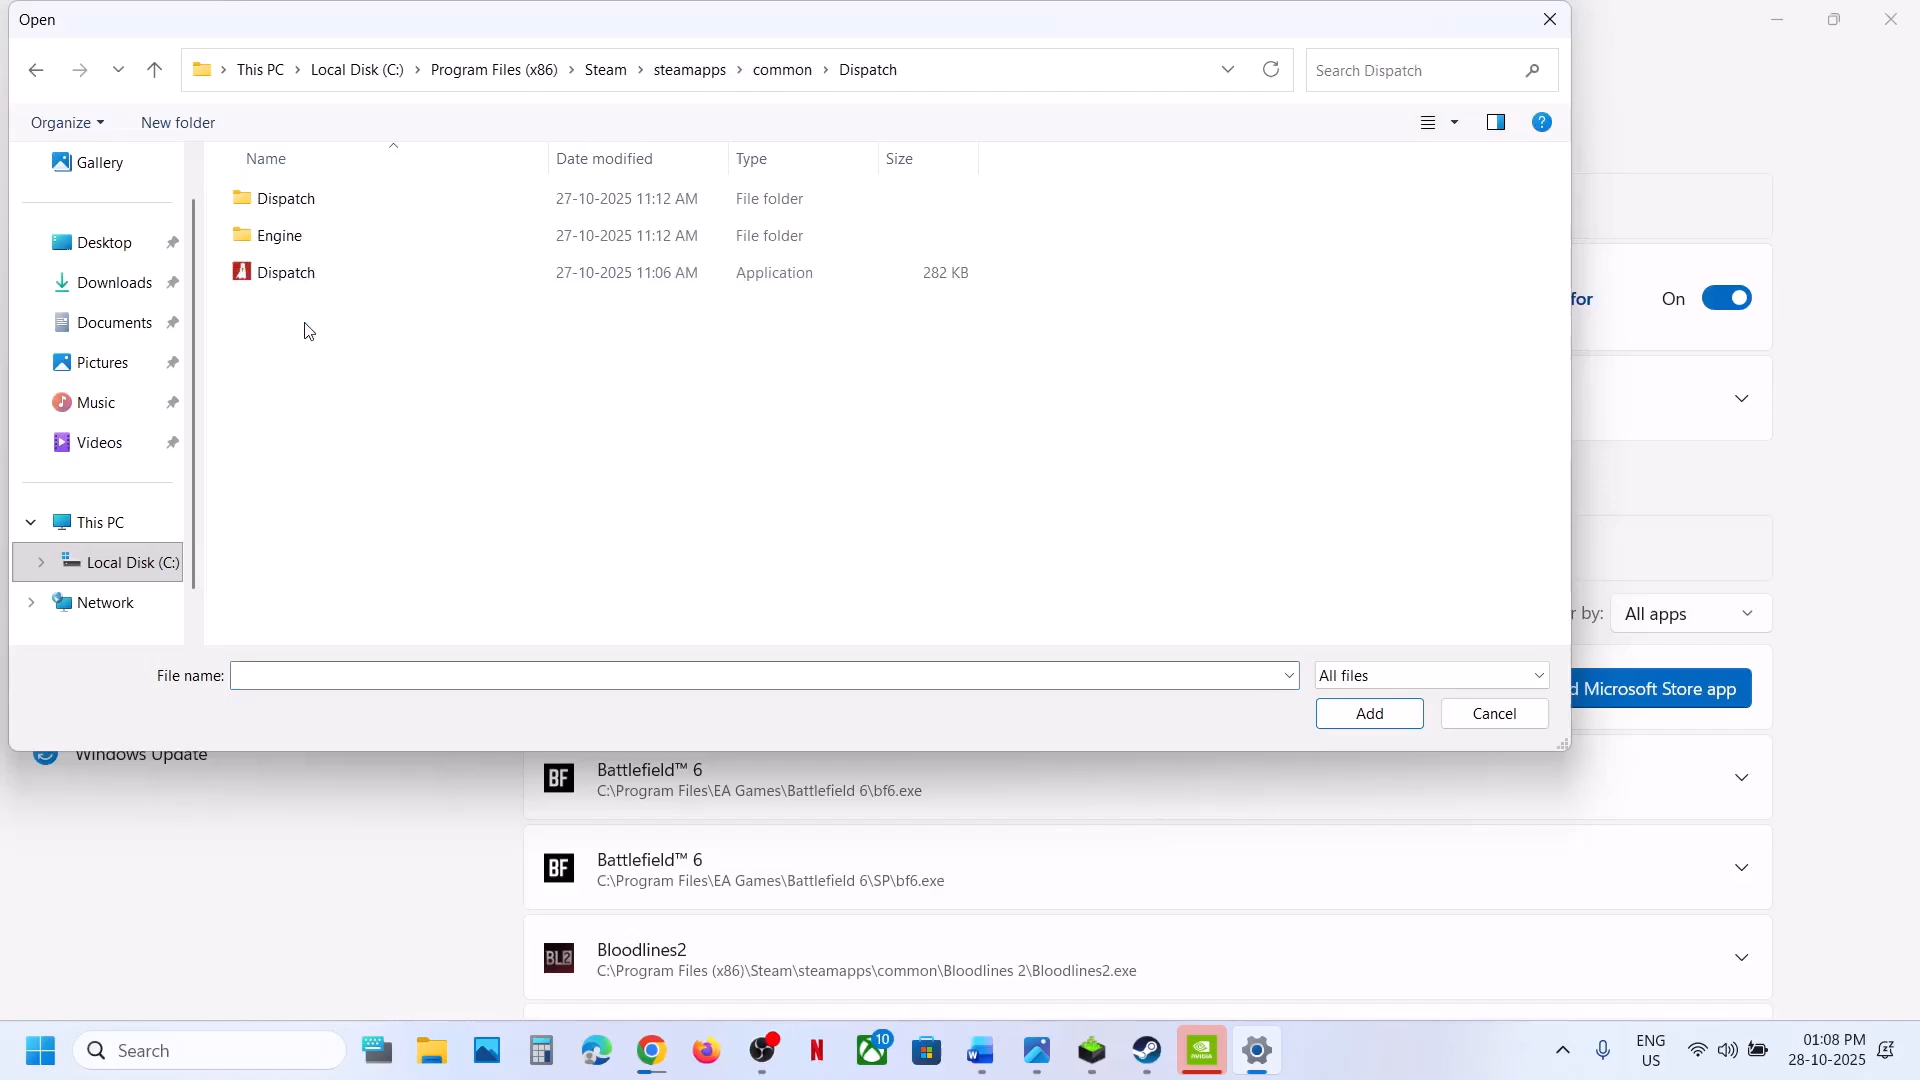 Open
This PC > Local Disk (C:) > Program Files (x86) > Steam > steamapps > common > Dispatch
Search Dispatch
Organize
New folder
?
Name
Date modified
Type
Size
Gallery
Dispatch 27-10-2025 11:12 AM File folder
Engine 27-10-2025 11:12 AM File folder
Dispatch 27-10-2025 11:06 AM Application 282 KB
Desktop
Downloads
Documents
Pictures
Music
Videos
This PC
Local Disk (C:)
Network
for
On
r by:
All apps
File name:
All files
Add
Cancel
d Microsoft Store app
Windows Update
BF
Battlefield™ 6
C:\Program Files\EA Games\Battlefield 6\bf6.exe
BF
Battlefield™ 6
C:\Program Files\EA Games\Battlefield 6\SP\bf6.exe
BL2
Bloodlines2
C:\Program Files (x86)\Steam\steamapps\common\Bloodlines 2\Bloodlines2.exe
Search
N
10
W
NVIDIA
ENG
US
01:08 PM
28-10-2025